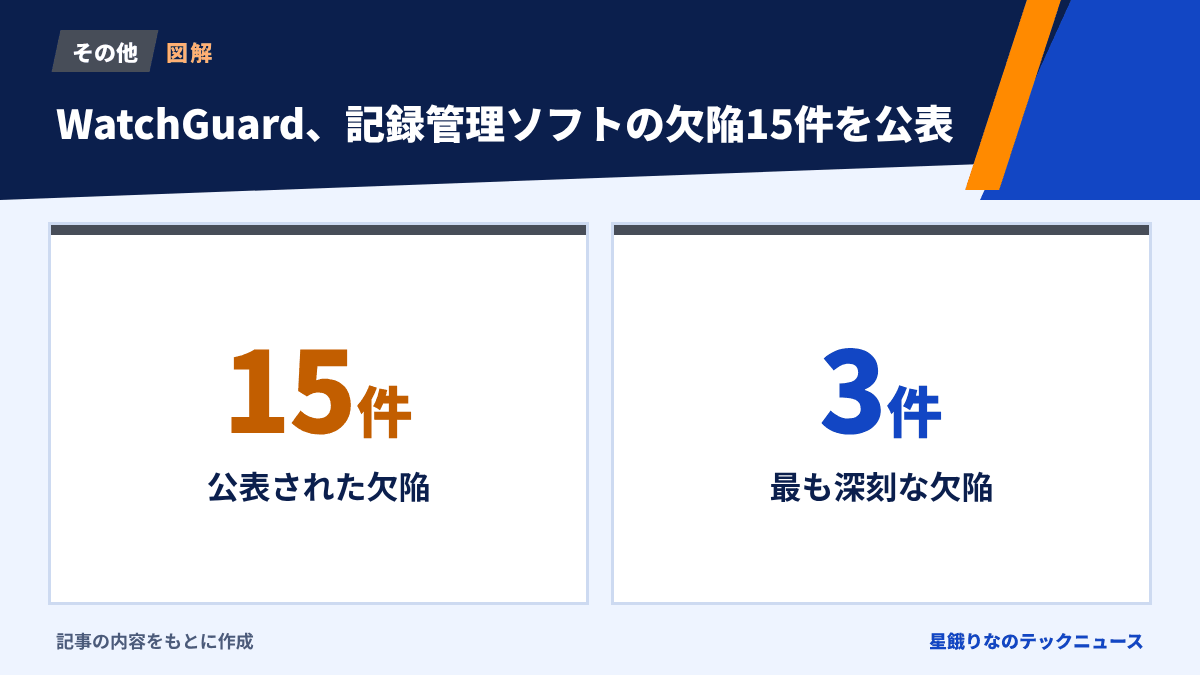 その他 図解
WatchGuard、記録管理ソフトの欠陥15件を公表
15件
公表された欠陥
3件
最も深刻な欠陥
記事の内容をもとに作成
星餓りなのテックニュース